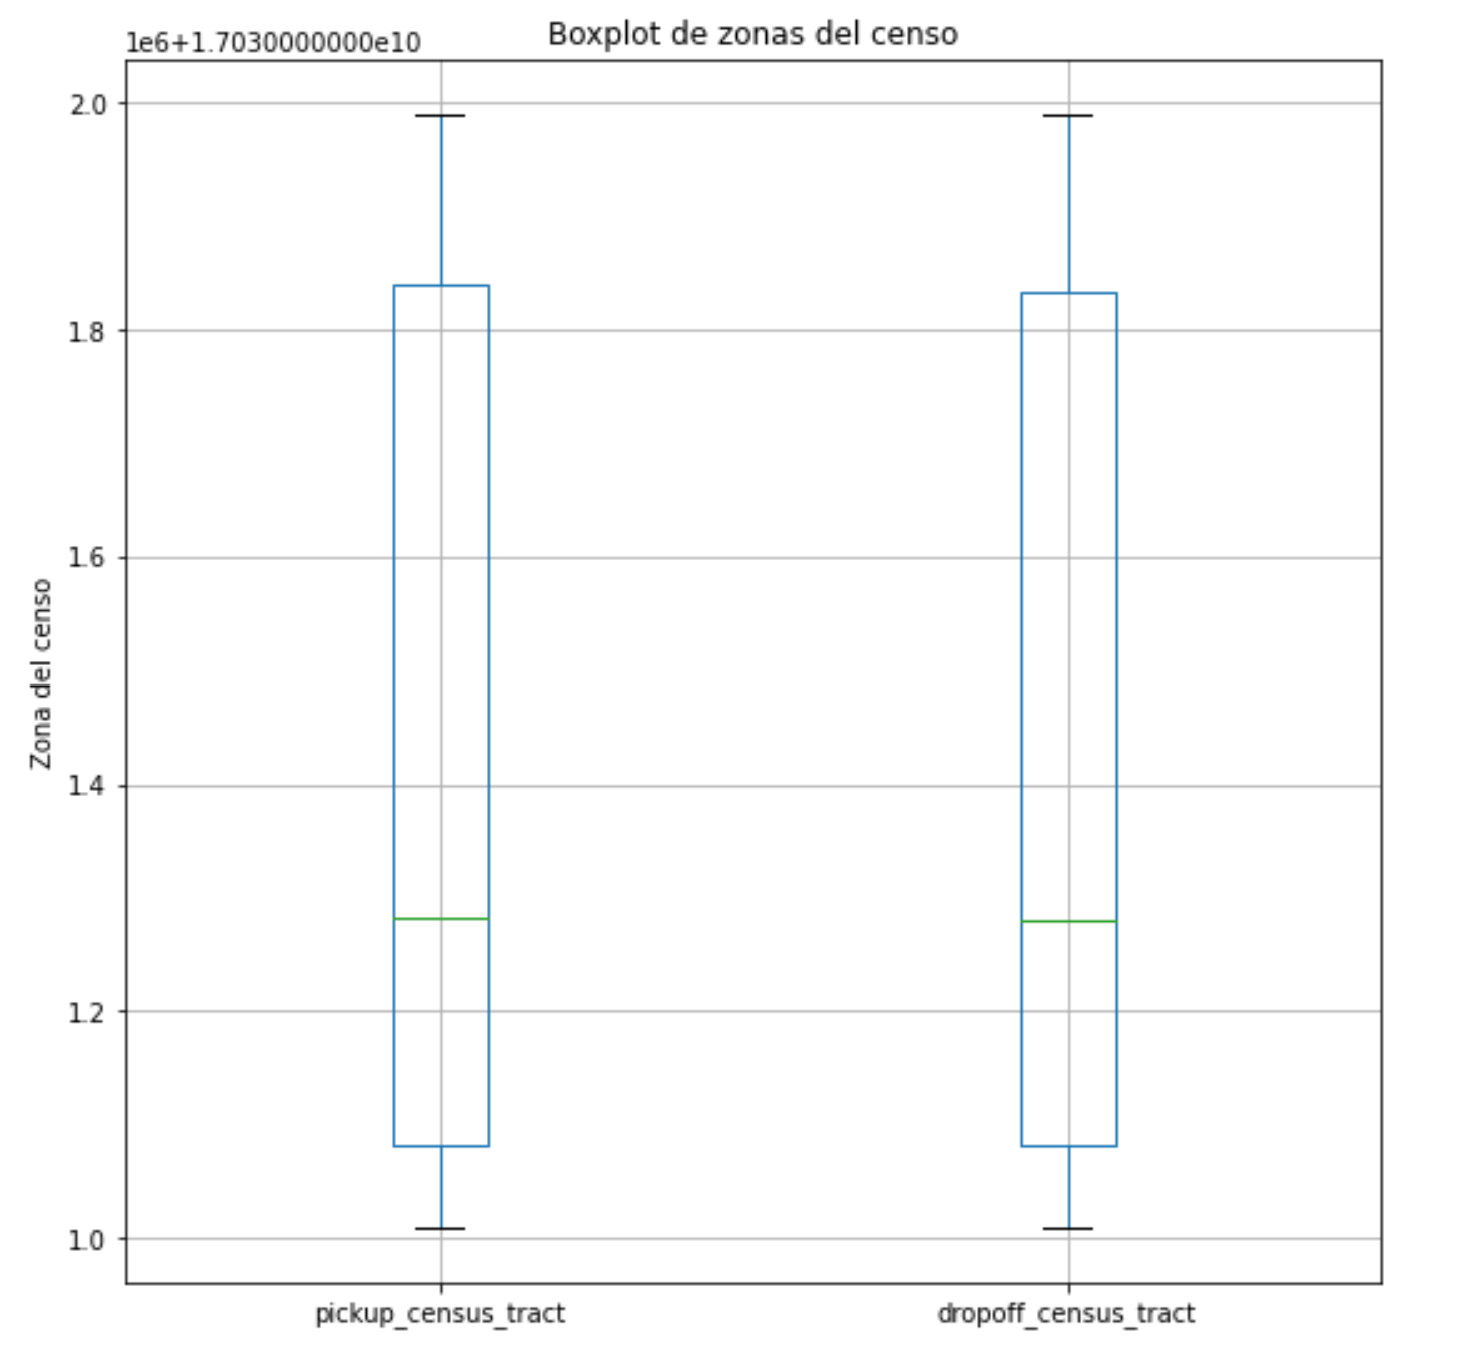 Boxplot de zonas del censo
1e6+1.7030000000e10
2.0
1.8
1.6
1.4
1.2
1.0
Zona del censo
pickup_census_tract
dropoff_census_tract